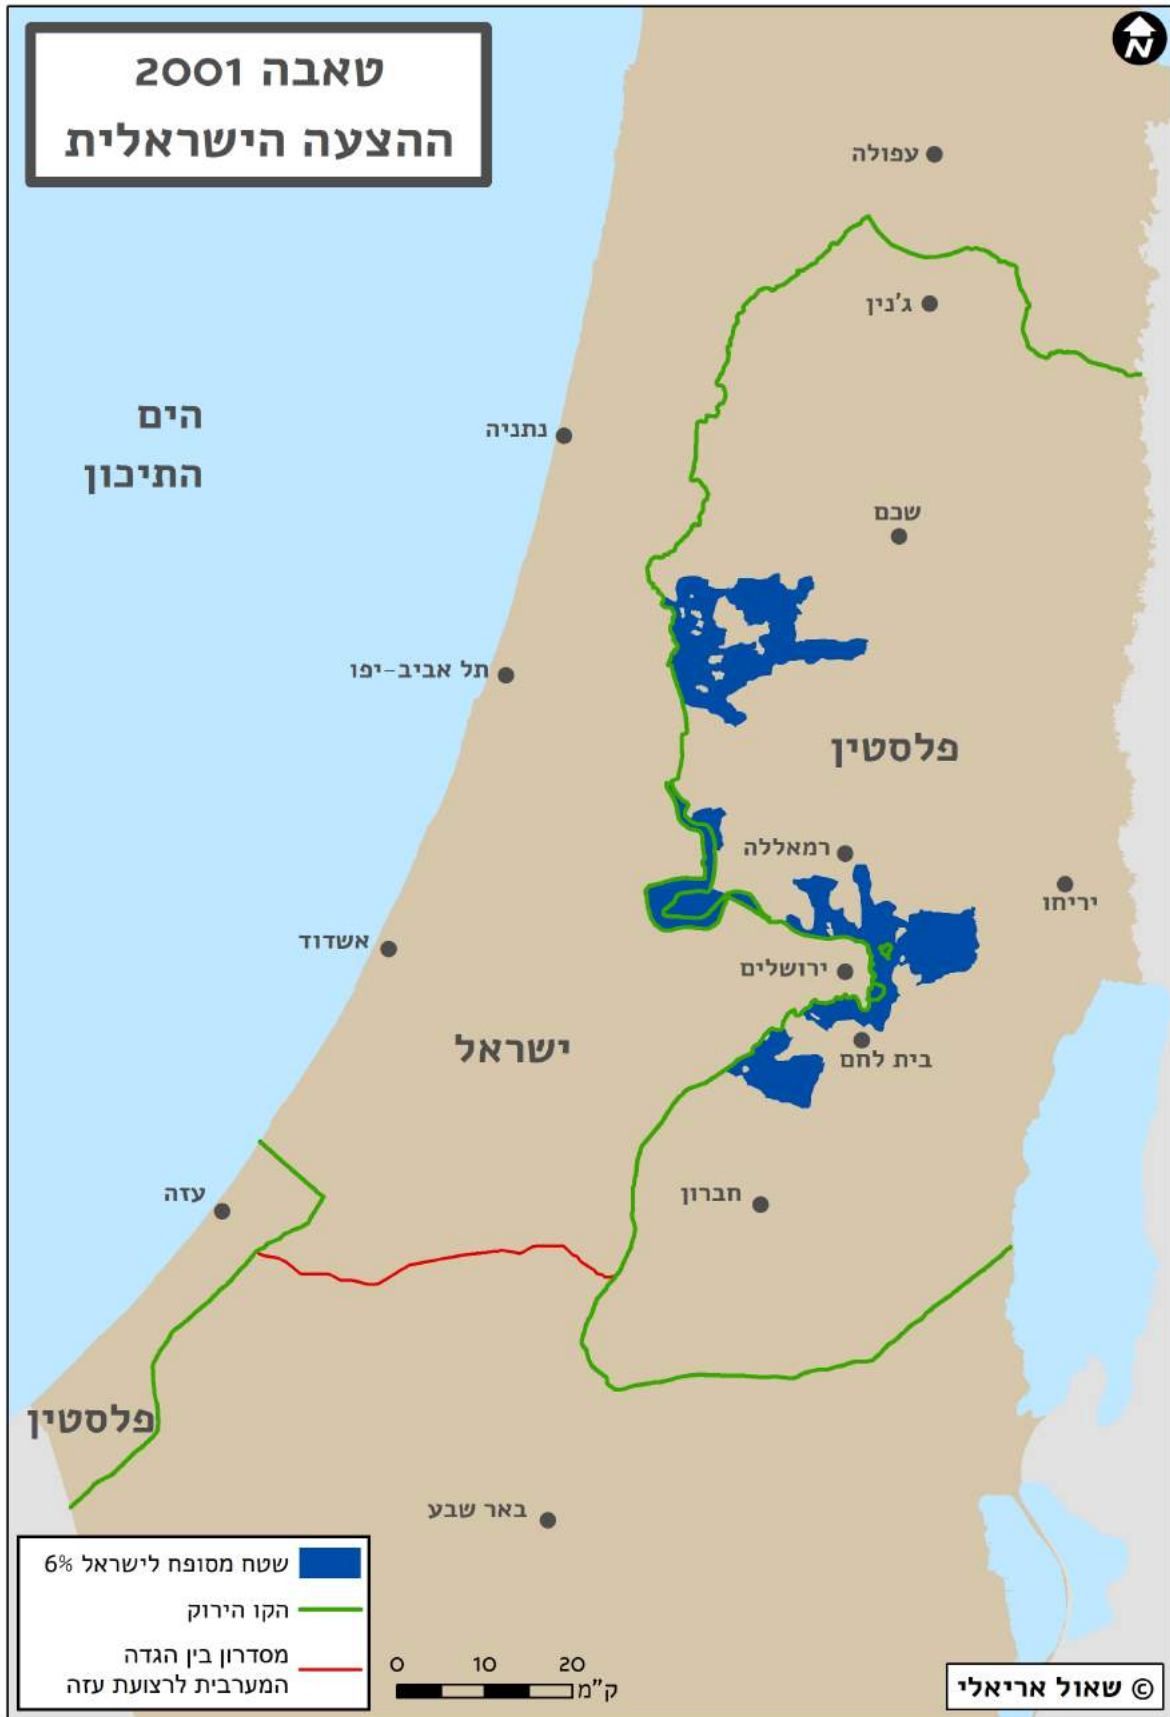 טאבה 2001
ההצעה הישראלית
N
עפולה
ג'נין
הים
התיכון
נתניה
שכם
תל אביב-יפו
פלסטין
רמאללה
יריחו
אשדוד
ירושלים
ישראל
בית לחם
עזה
חברון
פלסטין
באר שבע
שטח מסופח לישראל 6%
הקו הירוק
מסדרון בין הגדה
המערבית לרצועת עזה
0 10 20
ק"מ
© שאול אריאלי